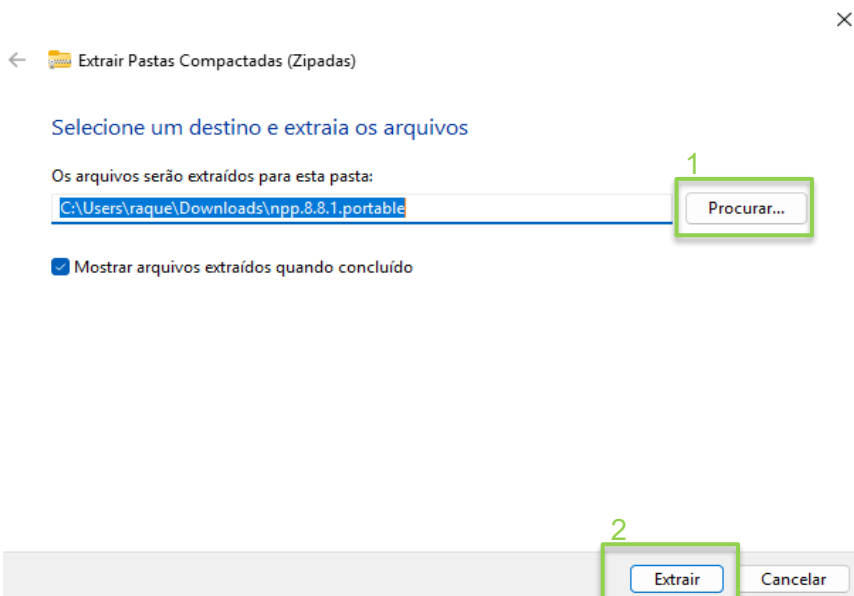 Extrair Pastas Compactadas (Zipadas)
Selecione um destino e extraia os arquivos
Os arquivos serão extraídos para esta pasta:
1
C:\Users\raque\Downloads\npp.8.8.1.portable
Procurar...
Mostrar arquivos extraídos quando concluído
2
Extrair
Cancelar